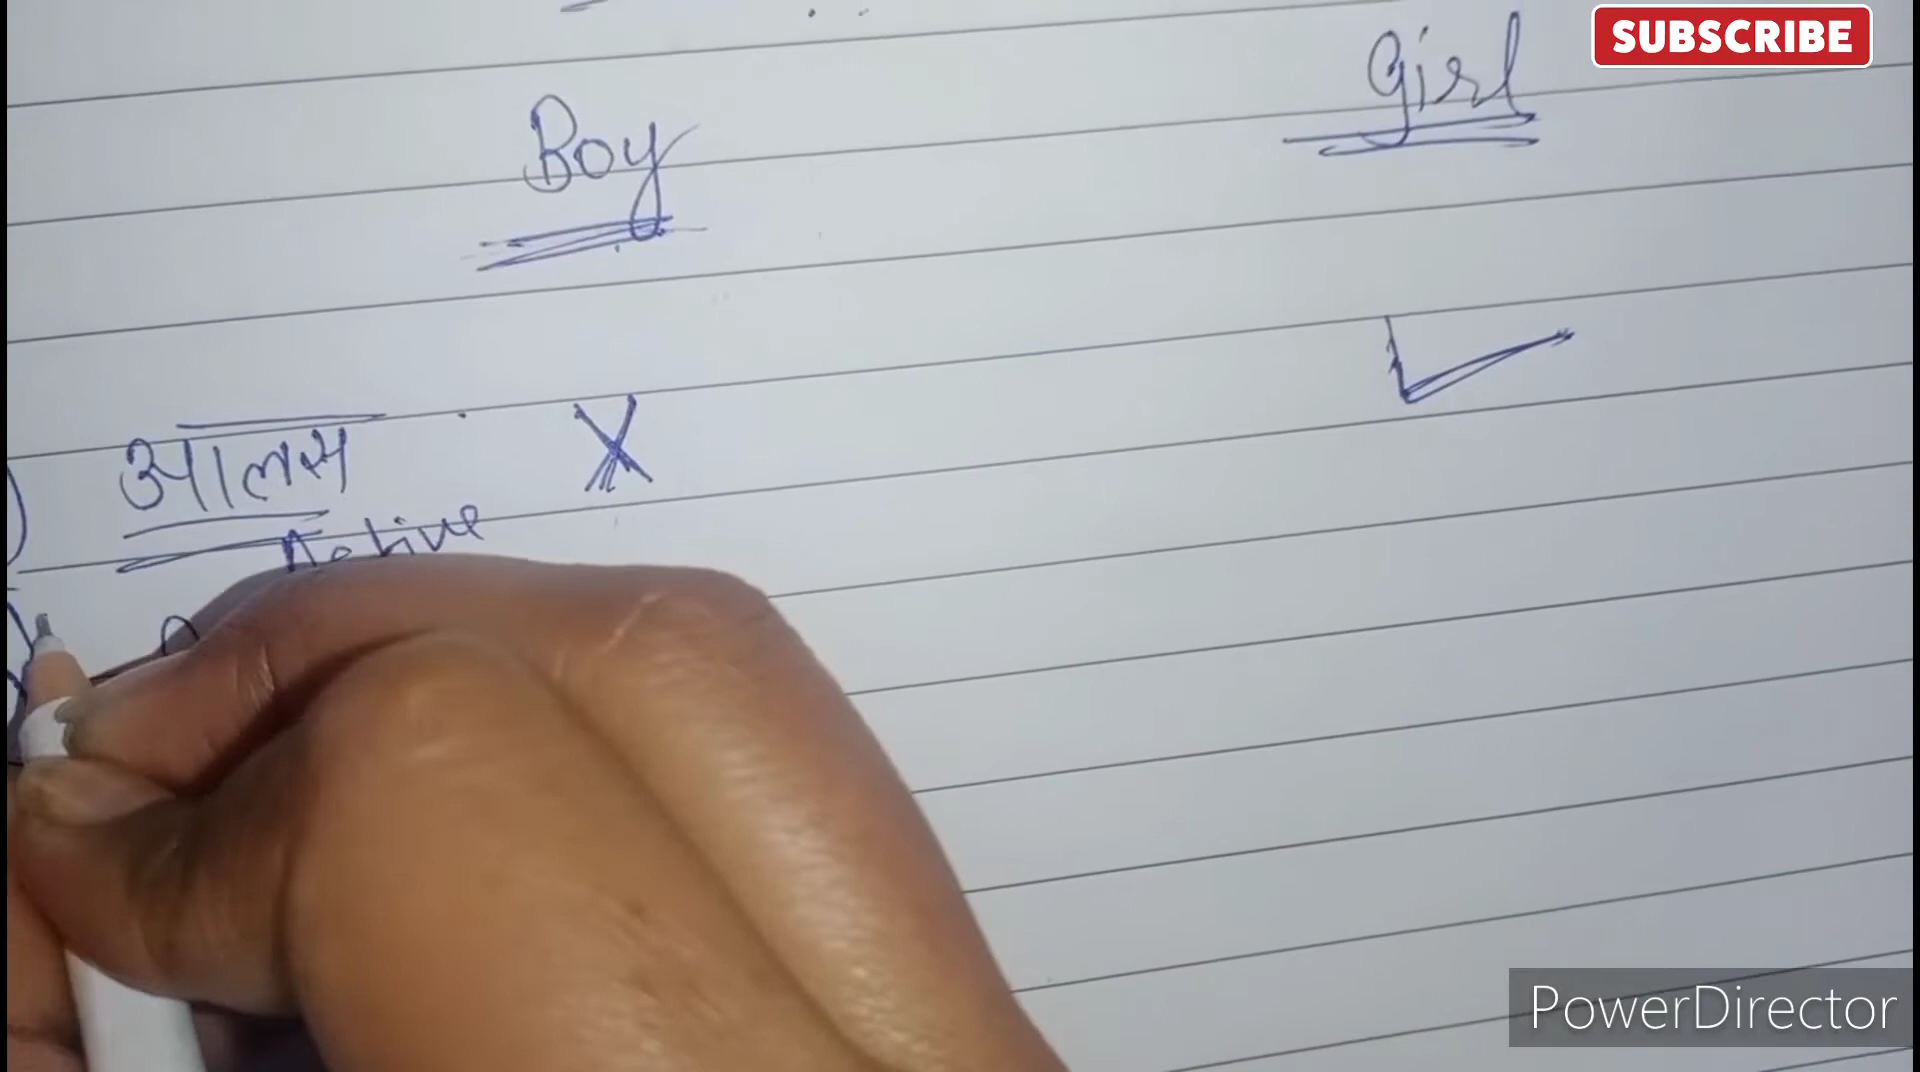 SUBSCRIBE
Girl
Boy
आलस
Active
PowerDirector